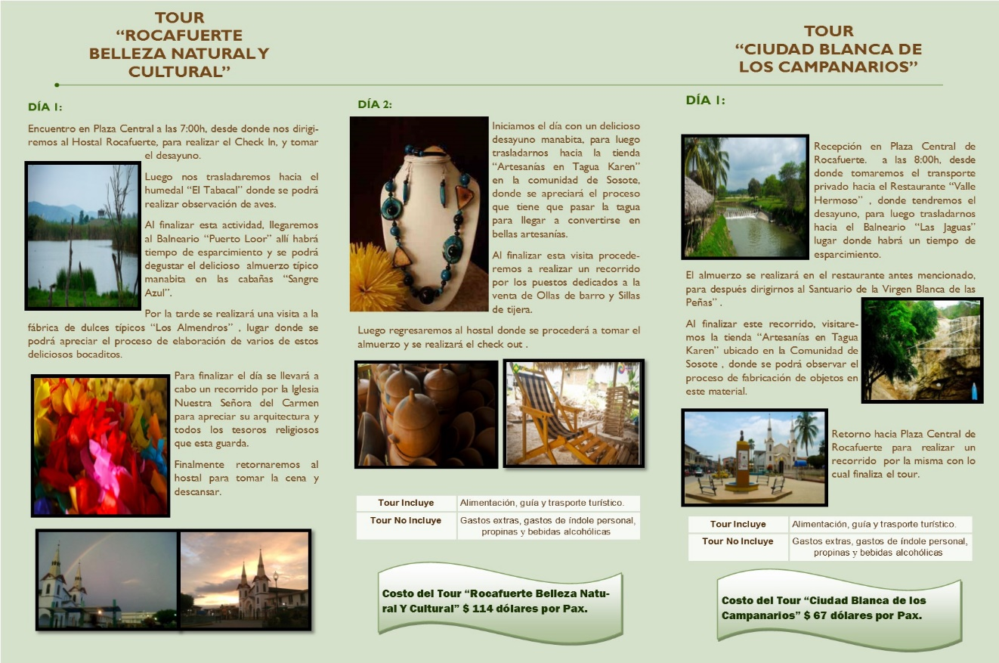 TOUR
“ROCAFUERTE
BELLEZA NATURAL Y
CULTURAL”
DÍA 1:
Encuentro en Plaza Central a las 7:00h, desde donde nos dirigi-
remos al Hostal Rocafuerte, para realizar el Check In, y tomar
el desayuno.
Luego nos trasladaremos hacia el
humedal “El Tabacal” donde se podrá
realizar observación de aves.
Al finalizar esta actividad, llegaremos
al Balneario “Puerto Loor” allí habrá
tiempo de esparcimiento y se podrá
degustar el delicioso almuerzo típico
manabita en las cabañas “Sangre
Azul”.
Por la tarde se realizará una visita a la
fábrica de dulces típicos “Los Almendros” , lugar donde se
podrá apreciar el proceso de elaboración de varios de estos
deliciosos bocaditos.
Para finalizar el día se llevará a
cabo un recorrido por la Iglesia
Nuestra Señora del Carmen
para apreciar su arquitectura y
todos los tesoros religiosos
que esta guarda.
Finalmente retornaremos al
hostal para tomar la cena y
descansar.
DÍA 2:
Iniciamos el día con un delicioso
desayuno manabita, para luego
trasladarnos hacia la tienda
“Artesanías en Tagua Karen”
en la comunidad de Sosote,
donde se apreciará el proceso
que tiene que pasar la tagua
para llegar a convertirse en
bellas artesanías.
Al finalizar esta visita procede-
remos a realizar un recorrido
por los puestos dedicados a la
venta de Ollas de barro y Sillas
de tijera.
Luego regresaremos al hostal donde se procederá a tomar el
almuerzo y se realizará el check out .
Tour Incluye Alimentación, guía y trasporte turístico.
Tour No Incluye Gastos extras, gastos de índole personal,
propinas y bebidas alcohólicas
Costo del Tour “Rocafuerte Belleza Natu-
ral Y Cultural” $ 114 dólares por Pax.
TOUR
“CIUDAD BLANCA DE
LOS CAMPANARIOS”
DÍA 1:
Recepción en Plaza Central de
Rocafuerte. a las 8:00h, desde
donde tomaremos el transporte
privado hacia el Restaurante “Valle
Hermoso” , donde tendremos el
desayuno, para luego trasladarnos
hacia el Balneario “Las Jaguas”
lugar donde habrá un tiempo de
esparcimiento.
El almuerzo se realizará en el restaurante antes mencionado,
para después dirigirnos al Santuario de la Virgen Blanca de las
Peñas” .
Al finalizar este recorrido, visitare-
mos la tienda “Artesanías en Tagua
Karen” ubicado en la Comunidad de
Sosote , donde se podrá observar el
proceso de fabricación de objetos en
este material.
Retorno hacia Plaza Central de
Rocafuerte para realizar un
recorrido por la misma con lo
cual finaliza el tour.
Tour Incluye Alimentación, guía y trasporte turístico.
Tour No Incluye Gastos extras, gastos de índole personal,
propinas y bebidas alcohólicas
Costo del Tour “Ciudad Blanca de los
Campanarios” $ 67 dólares por Pax.